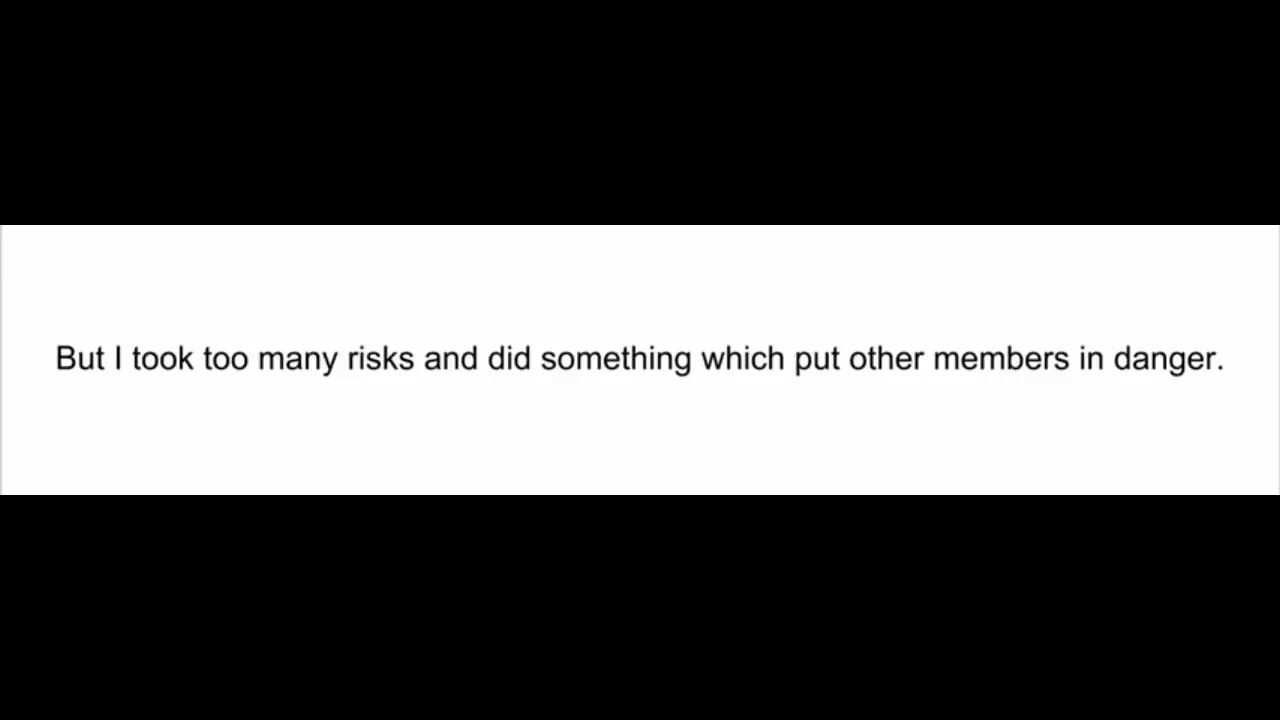 But I took too many risks and did something which put other members in danger.